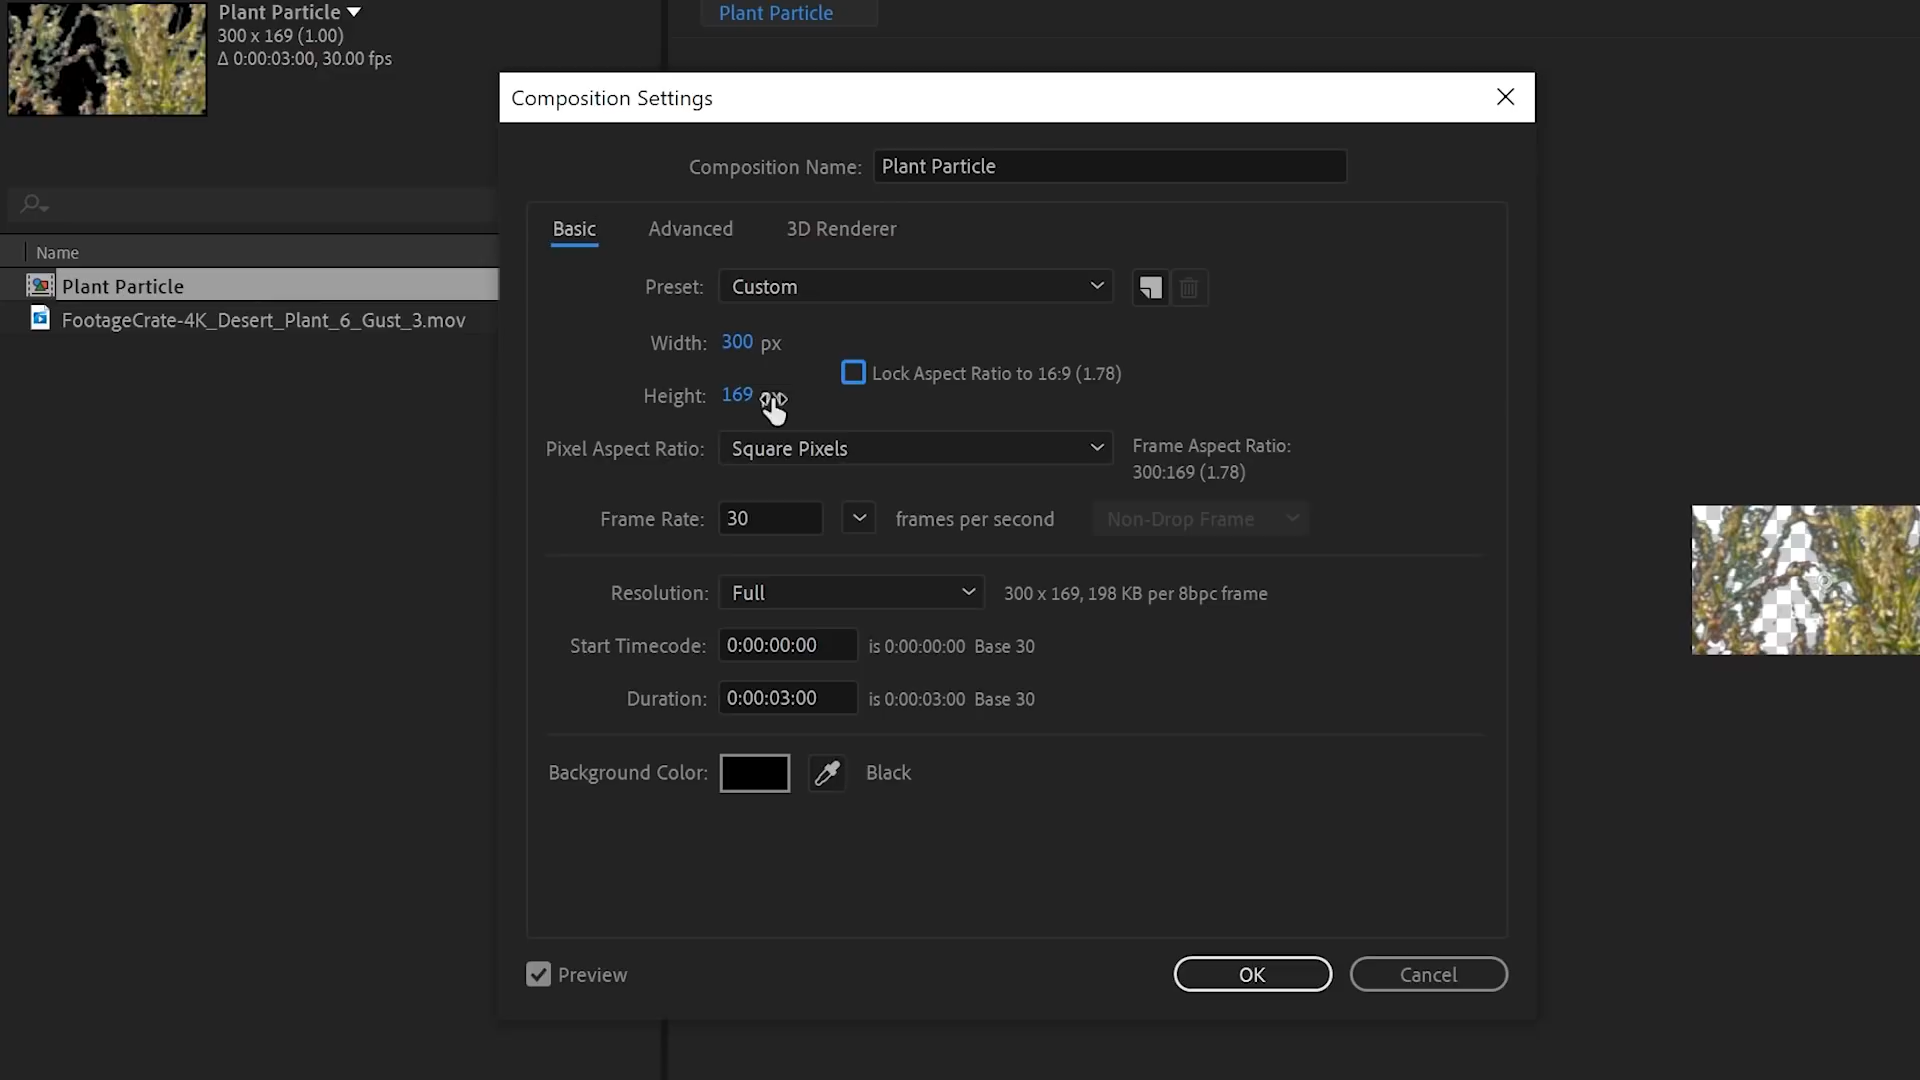 Plant Particle
300 x 169 (1.00)
Δ 0:00:03:00, 30.00 fps
Plant Particle
Composition Settings
Composition Name: Plant Particle
Basic Advanced 3D Renderer
Name
Plant Particle
FootageCrate-4K_Desert_Plant_6_Gust_3.mov
Preset: Custom
Width: 300 px
Lock Aspect Ratio to 16:9 (1.78)
Height: 169
Pixel Aspect Ratio: Square Pixels
Frame Aspect Ratio:
300:169 (1.78)
Frame Rate: 30 frames per second Non-Drop Frame
Resolution: Full 300 x 169, 198 KB per 8bpc frame
Start Timecode: 0:00:00:00 is 0:00:00:00 Base 30
Duration: 0:00:03:00 is 0:00:03:00 Base 30
Background Color: Black
Preview
OK
Cancel